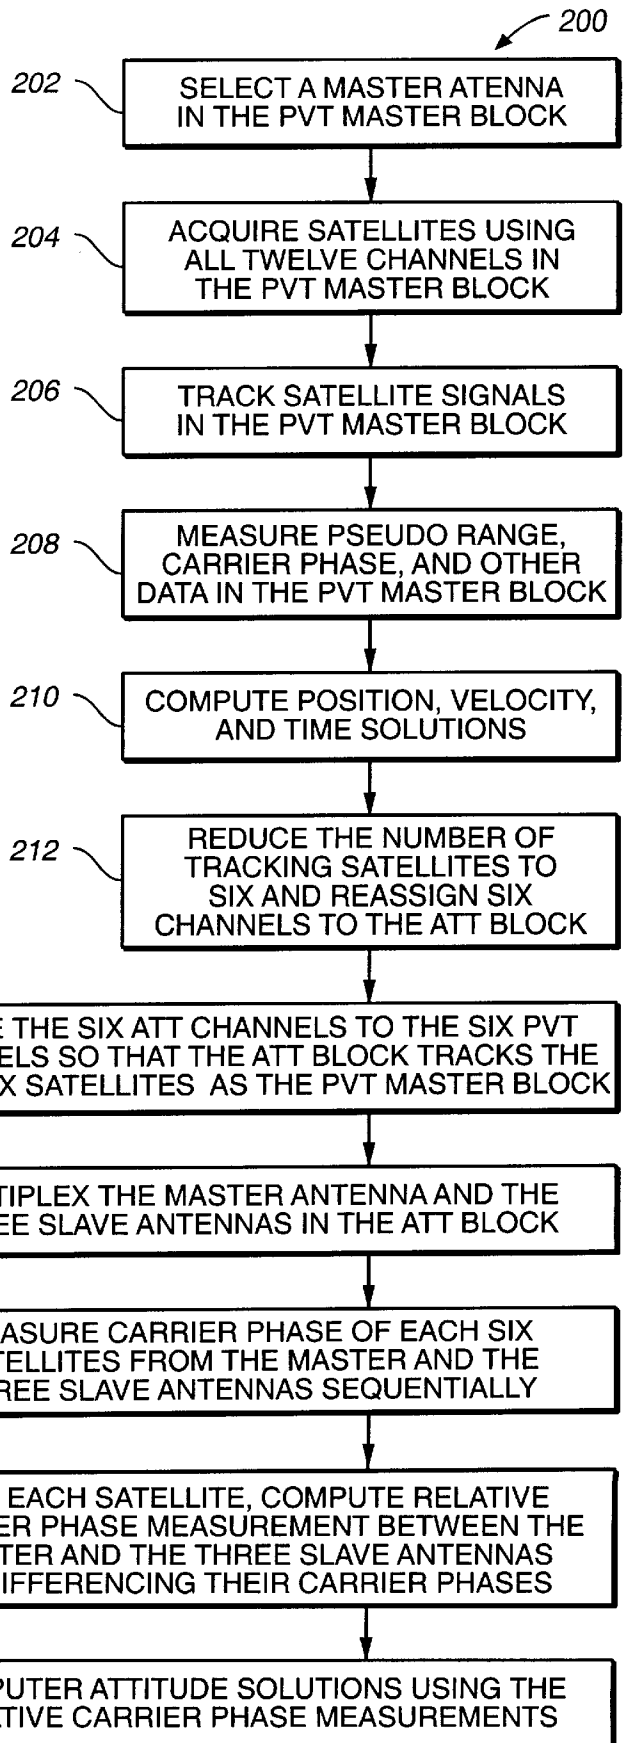 200
202
SELECT A MASTER ATENNA
IN THE PVT MASTER BLOCK
204
ACQUIRE SATELLITES USING
ALL TWELVE CHANNELS IN
THE PVT MASTER BLOCK
206
TRACK SATELLITE SIGNALS
IN THE PVT MASTER BLOCK
208
MEASURE PSEUDO RANGE,
CARRIER PHASE, AND OTHER
DATA IN THE PVT MASTER BLOCK
210
COMPUTE POSITION, VELOCITY,
AND TIME SOLUTIONS
212
REDUCE THE NUMBER OF
TRACKING SATELLITES TO
SIX AND REASSIGN SIX
CHANNELS TO THE ATT BLOCK
THE SIX ATT CHANNELS TO THE SIX PVT
SO THAT THE ATT BLOCK TRACKS THE
SATELLITES AS THE PVT MASTER BLOCK
THE MASTER ANTENNA AND THE
SLAVE ANTENNAS IN THE ATT BLOCK
CARRIER PHASE OF EACH SIX
FROM THE MASTER AND THE
SLAVE ANTENNAS SEQUENTIALLY
EACH SATELLITE, COMPUTE RELATIVE
PHASE MEASUREMENT BETWEEN THE
AND THE THREE SLAVE ANTENNAS
THEIR CARRIER PHASES
ATTITUDE SOLUTIONS USING THE
CARRIER PHASE MEASUREMENTS